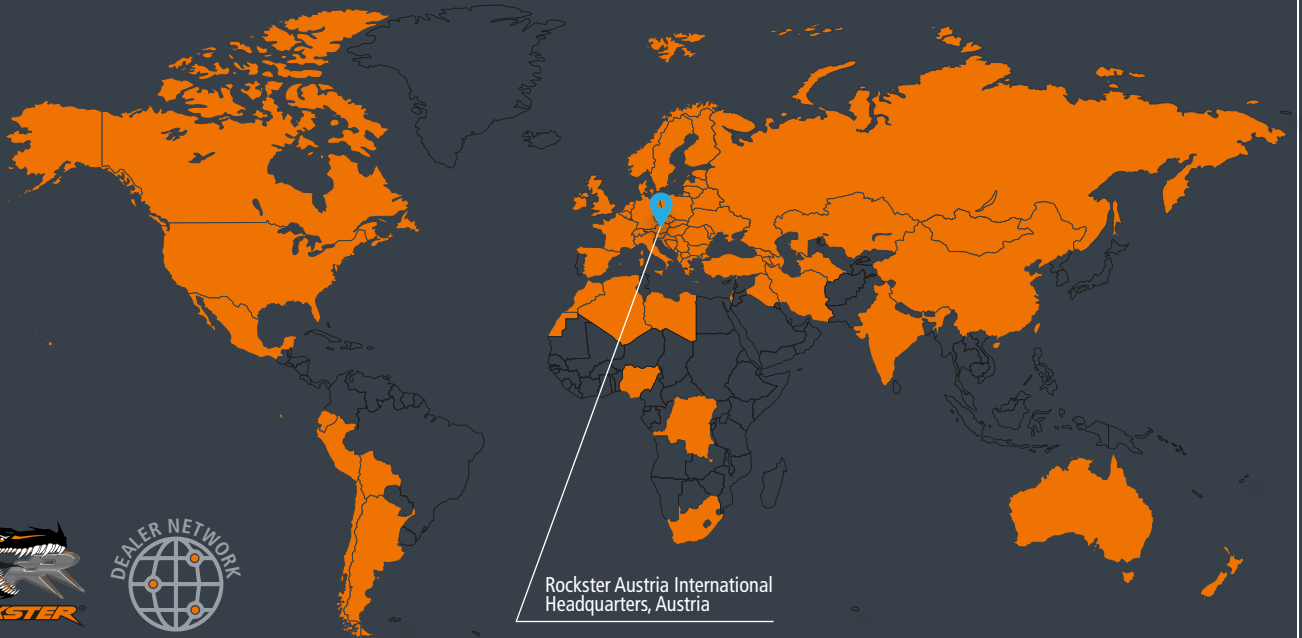 KSTER®
DEALER NETWORK
Rockster Austria International
Headquarters, Austria